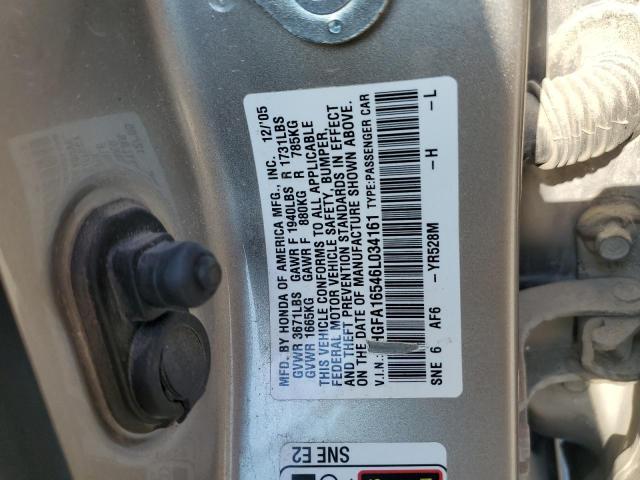 MFD. BY HONDA OF AMERICA MFG., INC. 12/'05
GVWR 3671LBS GAWR F 1940LBS R 1731LBS
GVWR 1665KG GAWR F 880KG R 785KG
THIS VEHICLE CONFORMS TO ALL APPLICABLE
FEDERAL MOTOR VEHICLE SAFETY, BUMPER,
AND THEFT PREVENTION STANDARDS IN EFFECT
ON THE DATE OF MANUFACTURE SHOWN ABOVE.
V.I.N.: 1HGFA16546L034161 TYPE:PASSENGER CAR
SNE 6 AF6 -YR528M -H -L
SNE E2